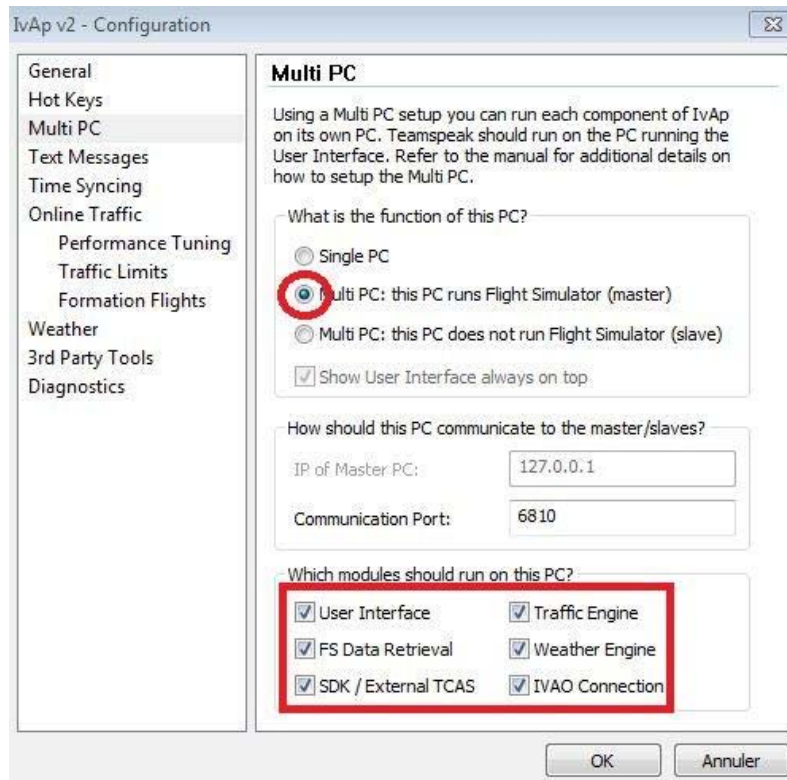 IvAp v2 - Configuration
General
Hot Keys
Multi PC
Text Messages
Time Syncing
Online Traffic
Performance Tuning
Traffic Limits
Formation Flights
Weather
3rd Party Tools
Diagnostics
Multi PC
Using a Multi PC setup you can run each component of IvAp
on its own PC. Teamspeak should run on the PC running the
User Interface. Refer to the manual for additional details on
how to setup the Multi PC.
What is the function of this PC?
Single PC
Multi PC: this PC runs Flight Simulator (master)
Multi PC: this PC does not run Flight Simulator (slave)
Show User Interface always on top
How should this PC communicate to the master/slaves?
IP of Master PC: 127.0.0.1
Communication Port: 6810
Which modules should run on this PC?
User Interface Traffic Engine
FS Data Retrieval Weather Engine
SDK / External TCAS IVAO Connection
OK Annuler